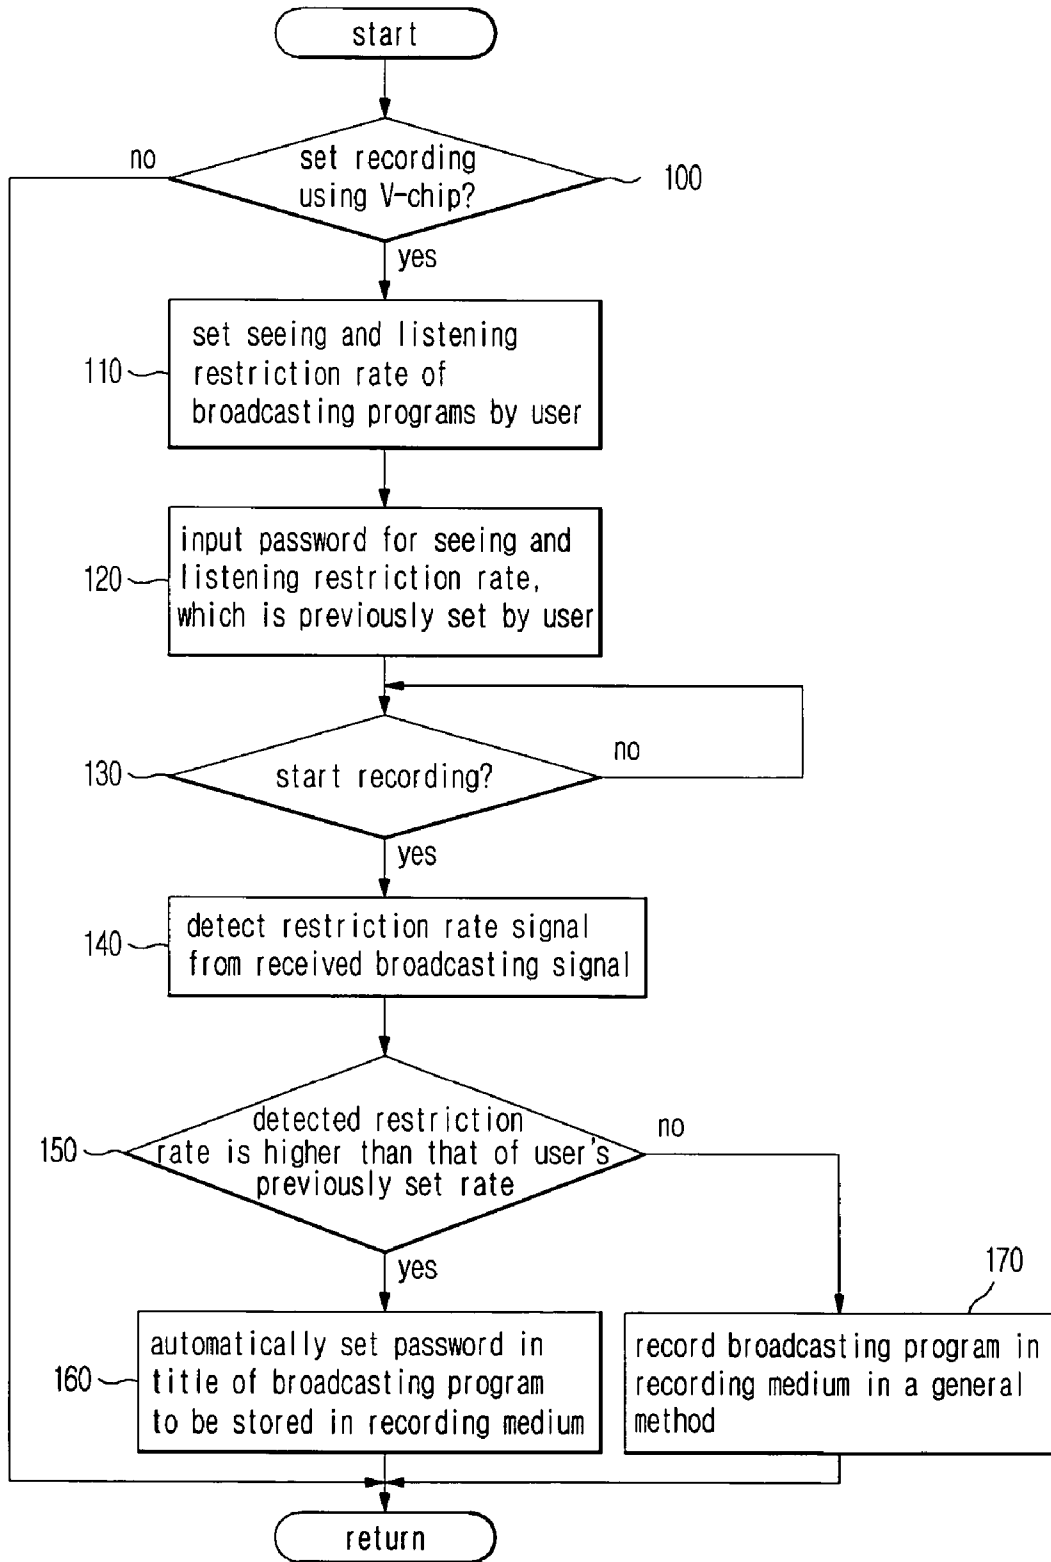 start
no
set recording
using V-chip?
100
yes
110
set seeing and listening
restriction rate of
broadcasting programs by user
120
input password for seeing and
listening restriction rate,
which is previously set by user
130
start recording?
no
yes
140
detect restriction rate signal
from received broadcasting signal
150
detected restriction
rate is higher than that of user's
previously set rate
no
yes
170
160
automatically set password in
title of broadcasting program
to be stored in recording medium
record broadcasting program in
recording medium in a general
method
return